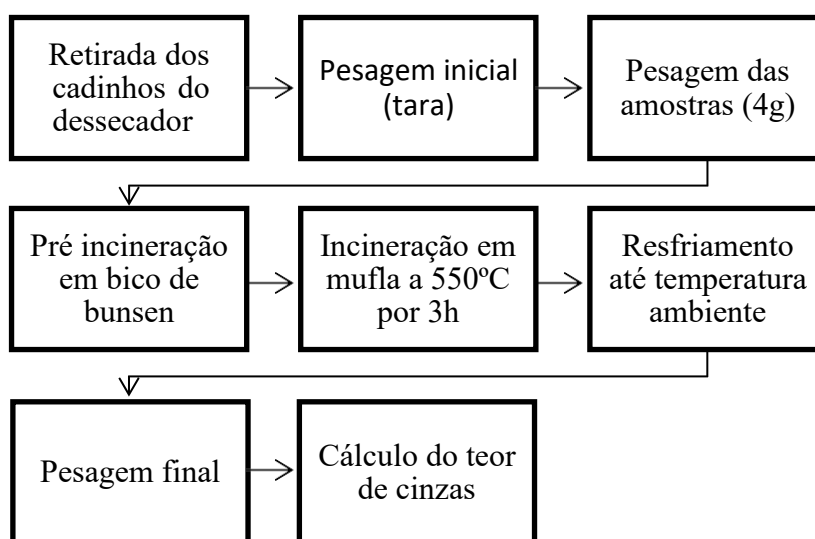 Retirada dos
cadinhos do
dessecador
Pesagem inicial
(tara)
Pesagem das
amostras (4g)
Pré incineração
em bico de
bunsen
Incineração em
mufla a 550ºC
por 3h
Resfriamento
até temperatura
ambiente
Pesagem final
Cálculo do teor
de cinzas